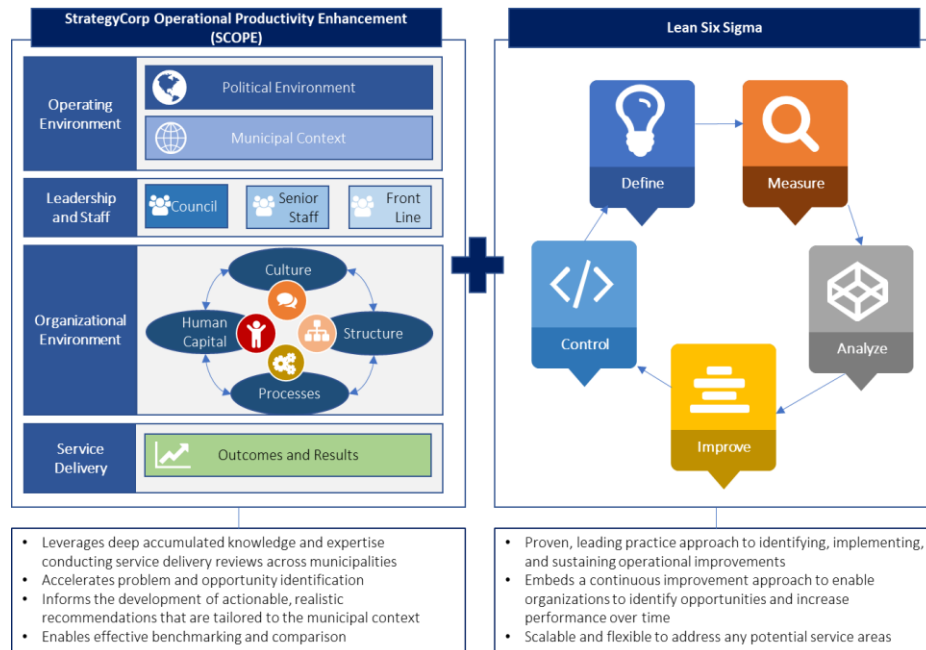 StrategyCorp Operational Productivity Enhancement
(SCOPE)
Operating
Environment
Political Environment
Municipal Context
Leadership
and Staff
Council
Senior
Staff
Front
Line
Organizational
Environment
Culture
Human
Capital
Structure
Processes
Service
Delivery
Outcomes and Results
• Leverages deep accumulated knowledge and expertise
conducting service delivery reviews across municipalities
• Accelerates problem and opportunity identification
• Informs the development of actionable, realistic
recommendations that are tailored to the municipal context
• Enables effective benchmarking and comparison
Lean Six Sigma
Define
Measure
Analyze
Improve
Control
• Proven, leading practice approach to identifying, implementing,
and sustaining operational improvements
• Embeds a continuous improvement approach to enable
organizations to identify opportunities and increase
performance over time
• Scalable and flexible to address any potential service areas